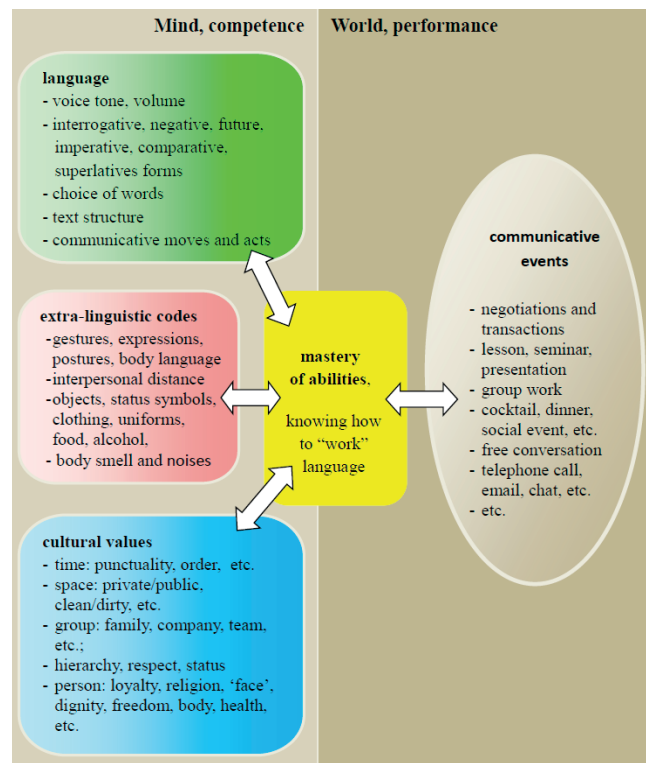 Mind, competence
World, performance
language
- voice tone, volume
- interrogative, negative, future,
imperative, comparative,
superlatives forms
- choice of words
- text structure
- communicative moves and acts
extra-linguistic codes
-gestures, expressions,
postures, body language
-interpersonal distance
-objects, status symbols,
clothing, uniforms,
food, alcohol,
- body smell and noises
cultural values
- time: punctuality, order, etc.
- space: private/public,
clean/dirty, etc.
- group: family, company, team,
etc.;
- hierarchy, respect, status
- person: loyalty, religion, ‘face’,
dignity, freedom, body, health,
etc.
mastery
of abilities,
knowing how
to “work”
language
communicative
events
- negotiations and
transactions
- lesson, seminar,
presentation
- group work
- cocktail, dinner,
social event, etc.
- free conversation
- telephone call,
email, chat, etc.
- etc.